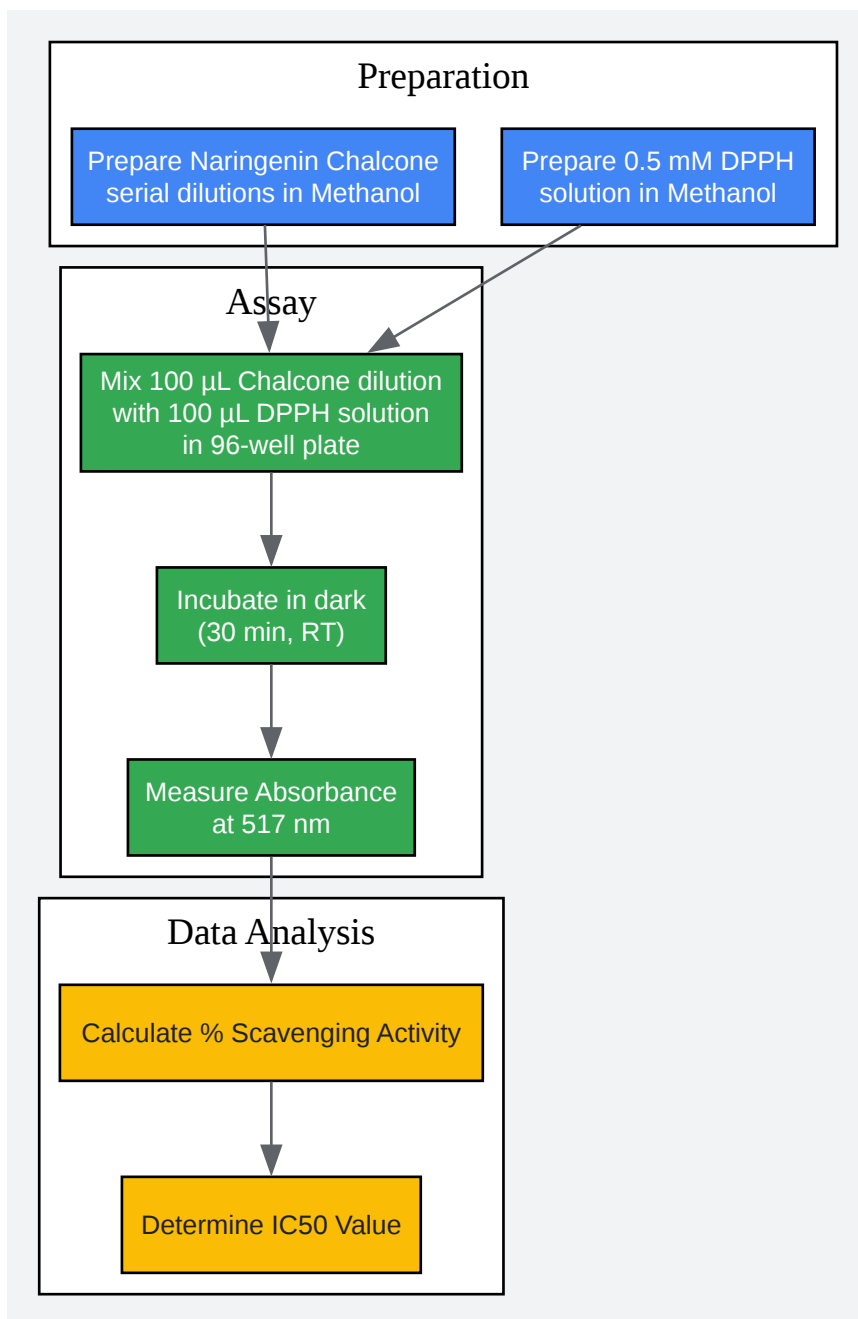 Preparation
Prepare Naringenin Chalcone
serial dilutions in Methanol
Prepare 0.5 mM DPPH
solution in Methanol
Assay
Mix 100 µL Chalcone dilution
with 100 µL DPPH solution
in 96-well plate
Incubate in dark
(30 min, RT)
Measure Absorbance
at 517 nm
Data Analysis
Calculate % Scavenging Activity
Determine IC50 Value